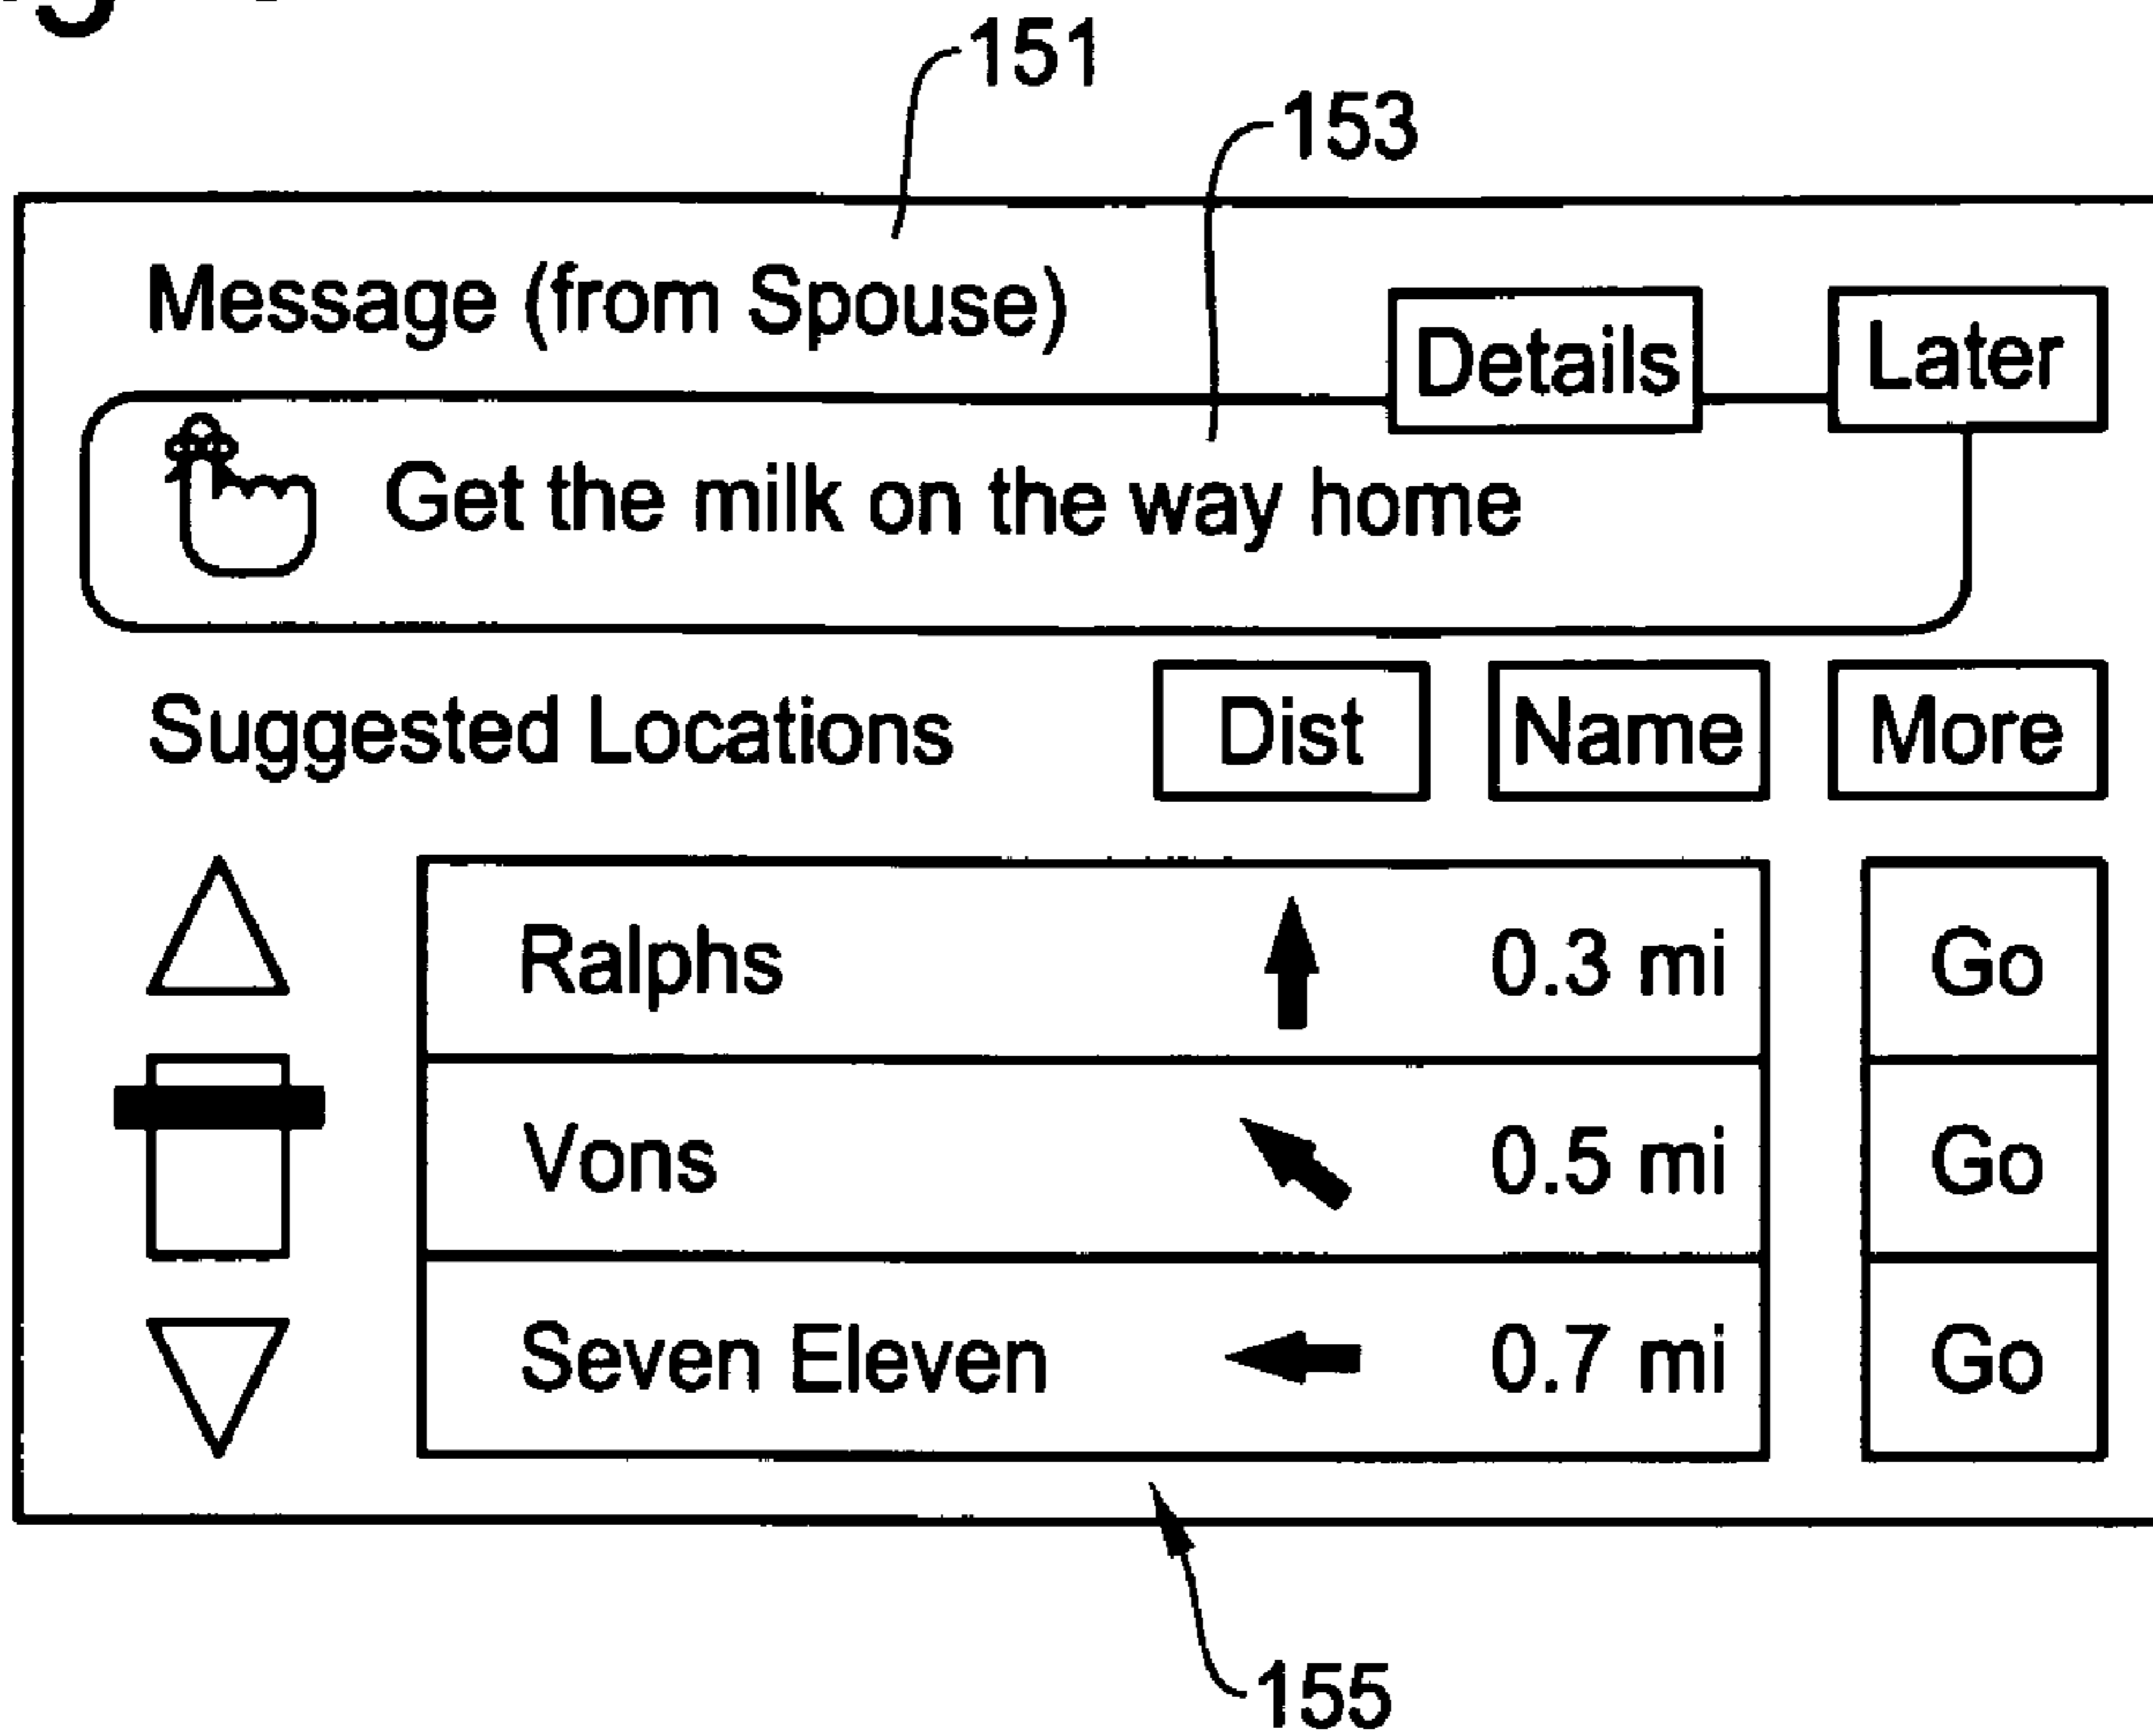 151
153
Message (from Spouse)
Details Later
Get the milk on the way home
Suggested Locations Dist Name More
Ralphs 0.3 mi Go
Vons 0.5 mi Go
Seven Eleven 0.7 mi Go
155